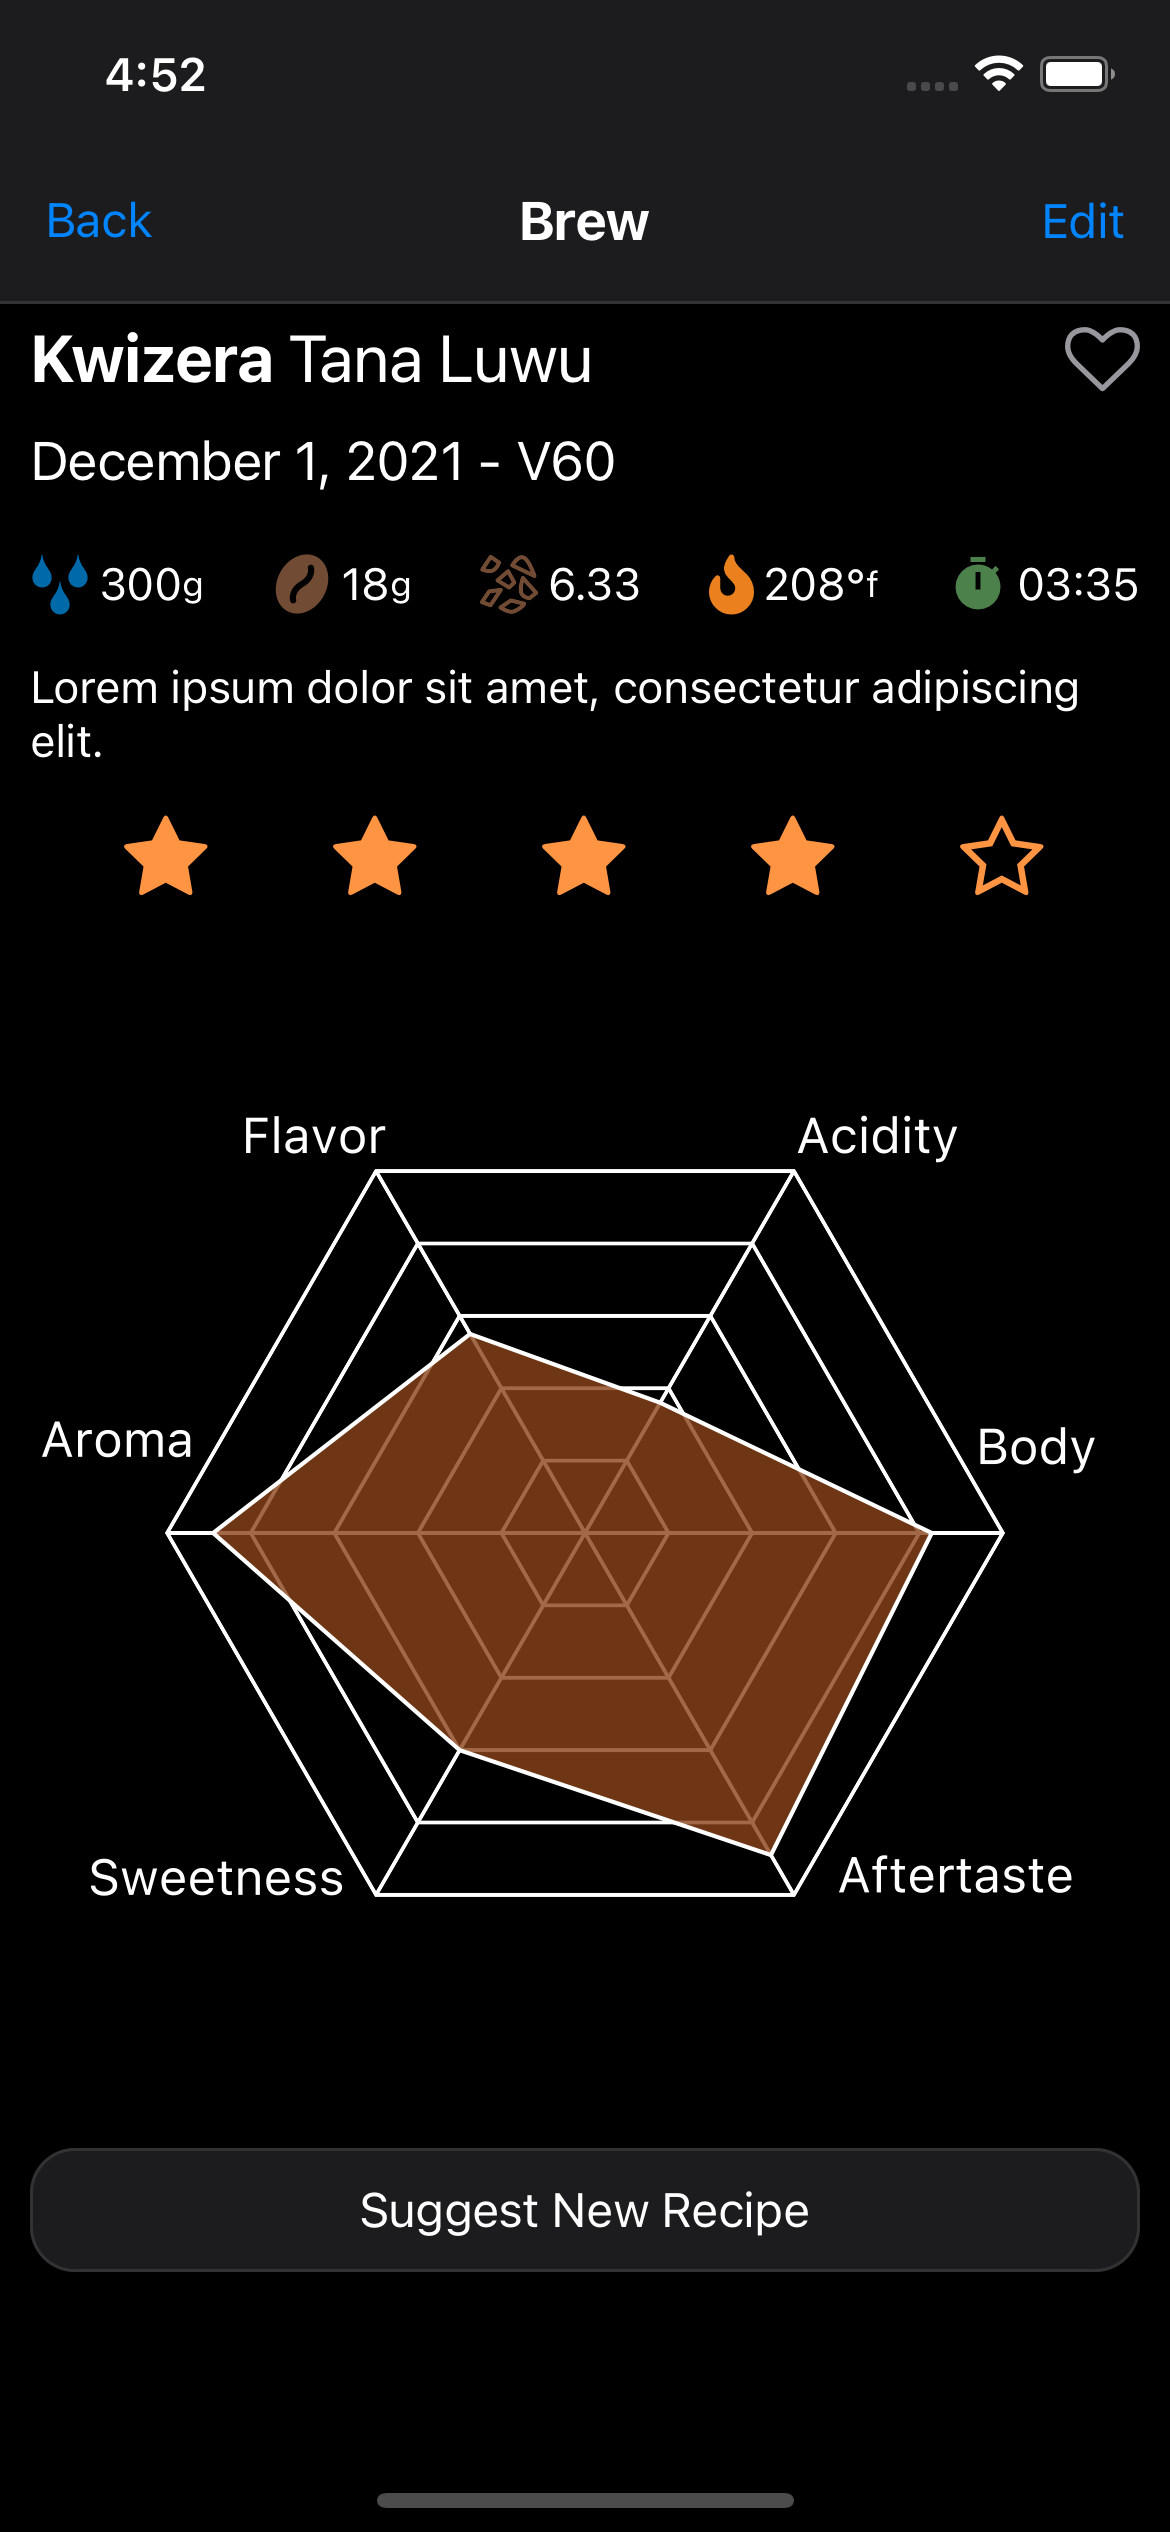 4:52
Back Brew Edit
Kwizera Tana Luwu
December 1, 2021 - V60
300g 18g 6.33 208°f 03:35
Lorem ipsum dolor sit amet, consectetur adipiscing
elit.
Flavor Acidity
Aroma Body
Sweetness Aftertaste
Suggest New Recipe